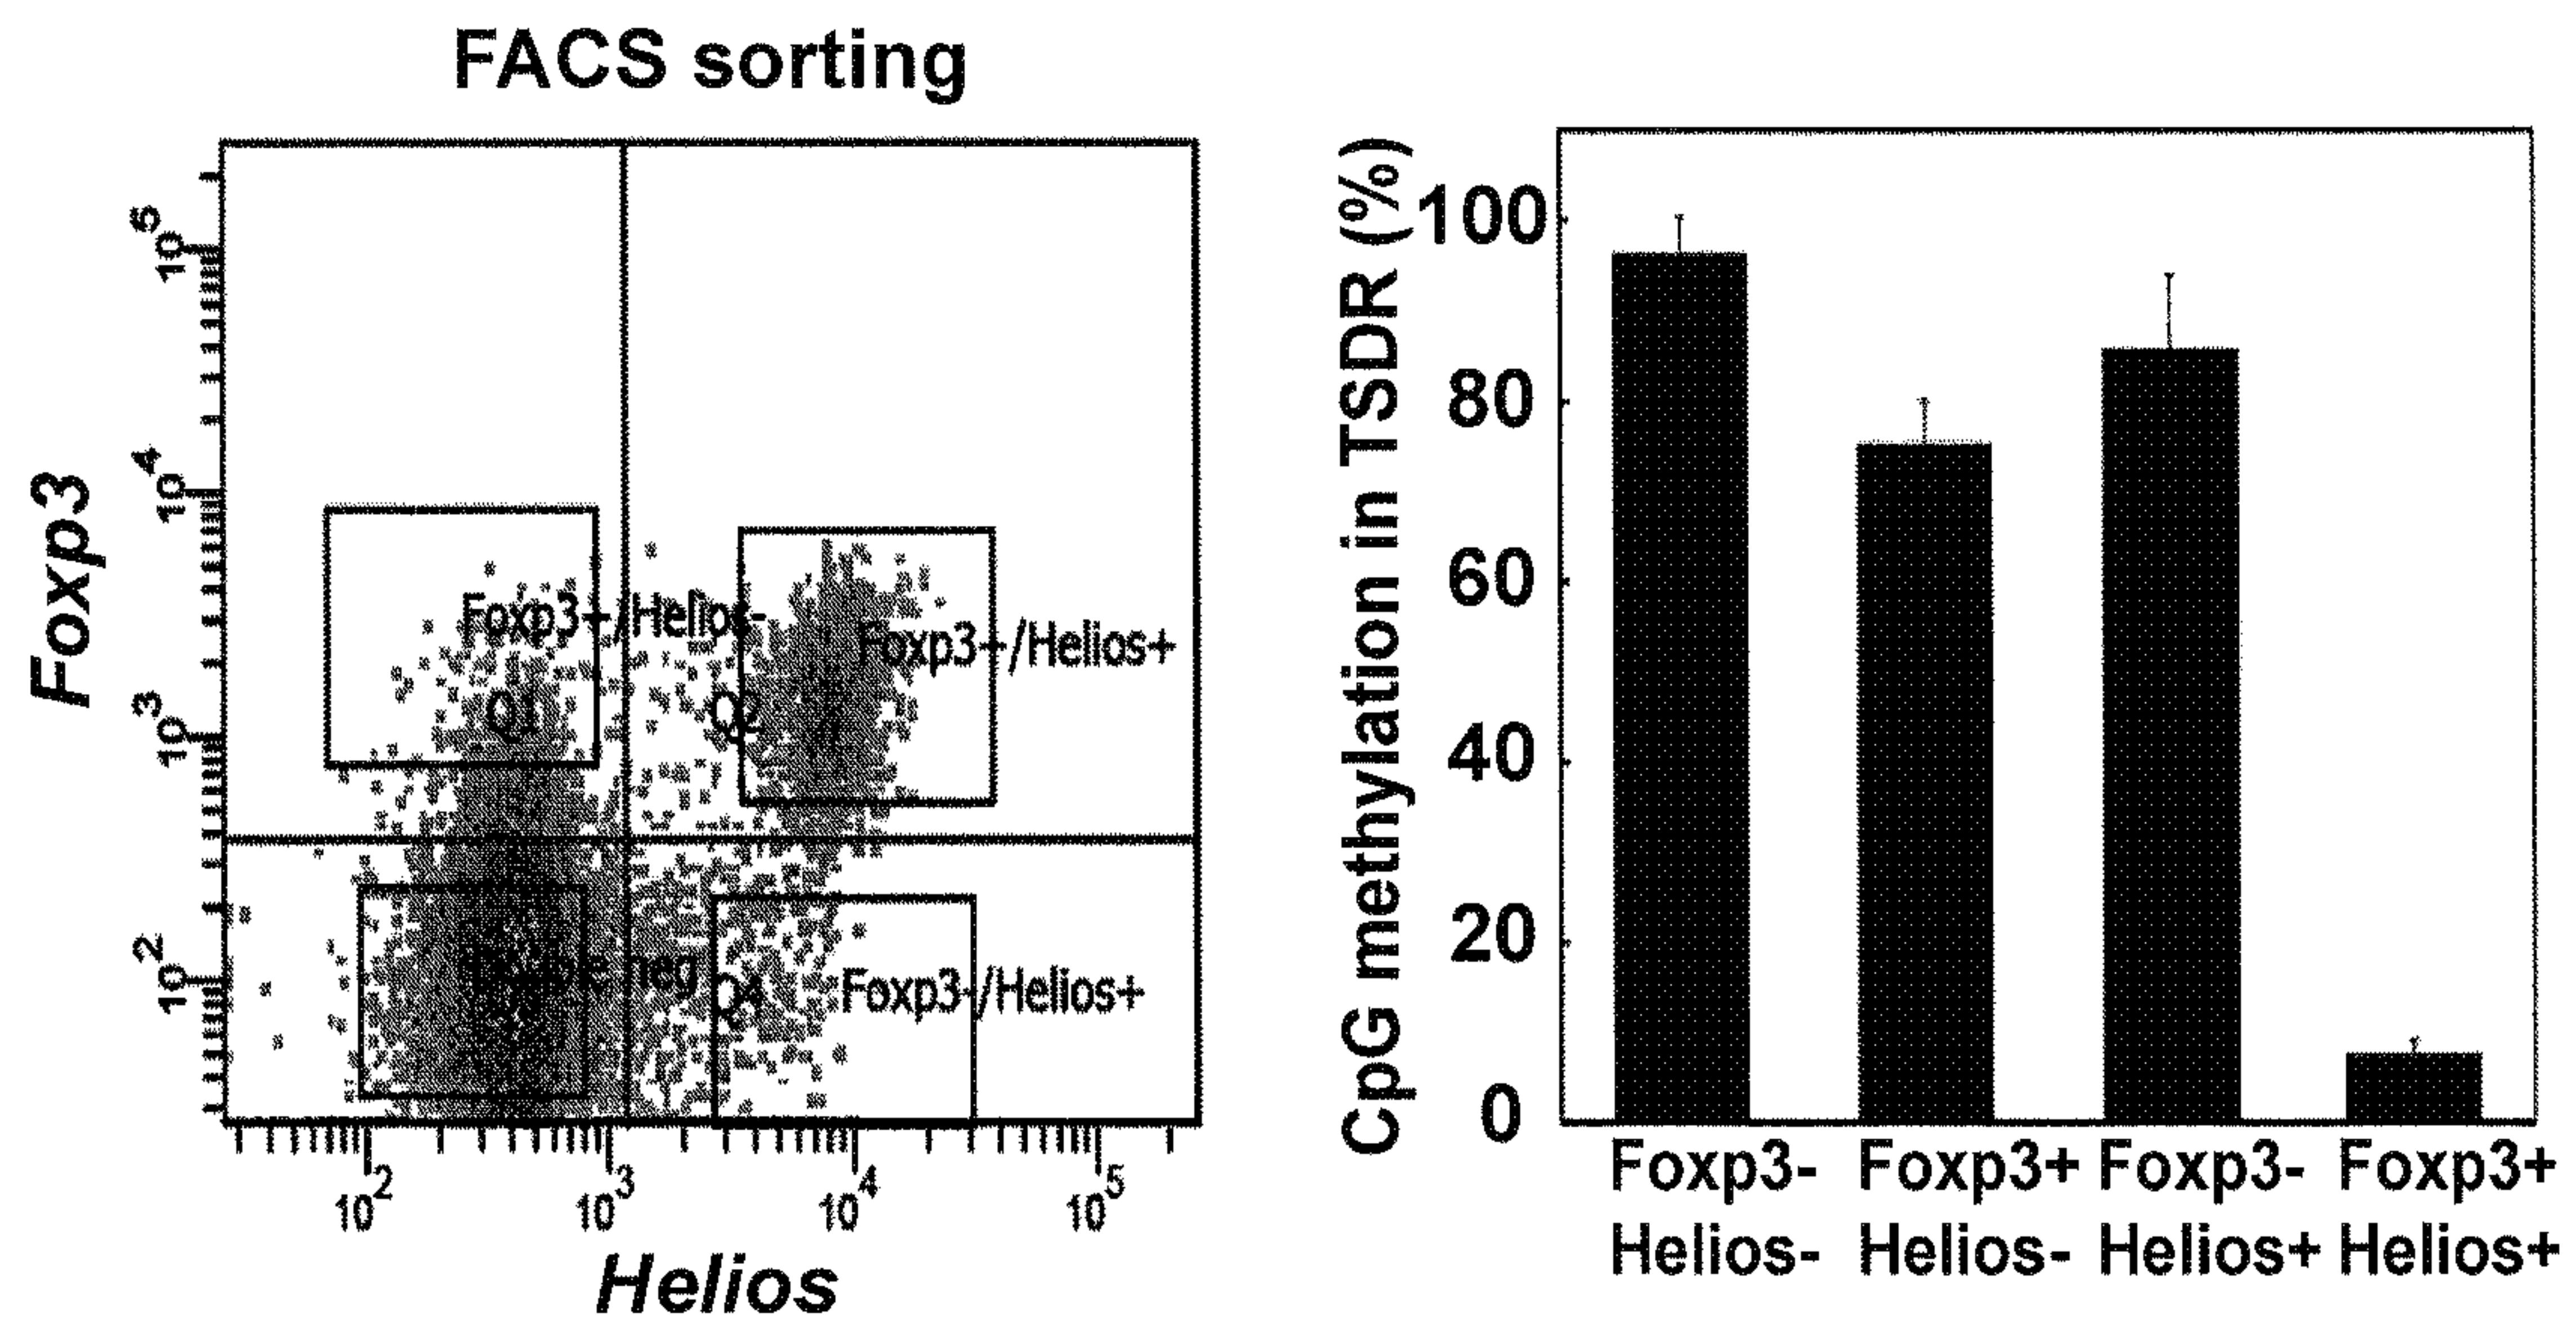 FACS sorting
Foxp3
10^5
10^4
10^3
10^2
Foxp3+/Helios-
Q1
Q2
Foxp3+/Helios+
neg
Q4
Foxp3-/Helios+
10^2
10^3
10^4
10^5
Helios
CpG methylation in TSDR (%)
100
80
60
40
20
0
Foxp3- Foxp3+ Foxp3- Foxp3+
Helios- Helios- Helios+ Helios+